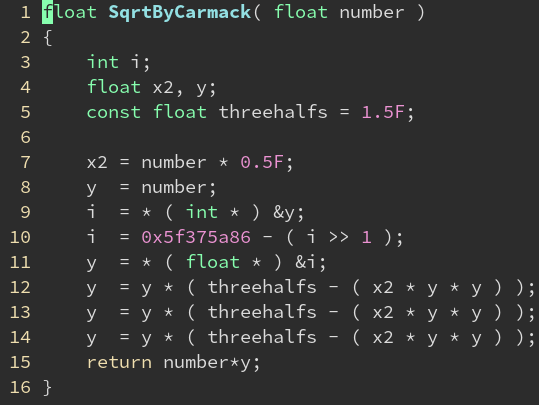 1 float SqrtByCarmack( float number )
2 {
3     int i;
4     float x2, y;
5     const float threehalfs = 1.5F;
6
7     x2 = number * 0.5F;
8     y  = number;
9     i  = * ( int * ) &y;
10     i  = 0x5f375a86 - ( i >> 1 );
11     y  = * ( float * ) &i;
12     y  = y * ( threehalfs - ( x2 * y * y ) );
13     y  = y * ( threehalfs - ( x2 * y * y ) );
14     y  = y * ( threehalfs - ( x2 * y * y ) );
15     return number*y;
16 }